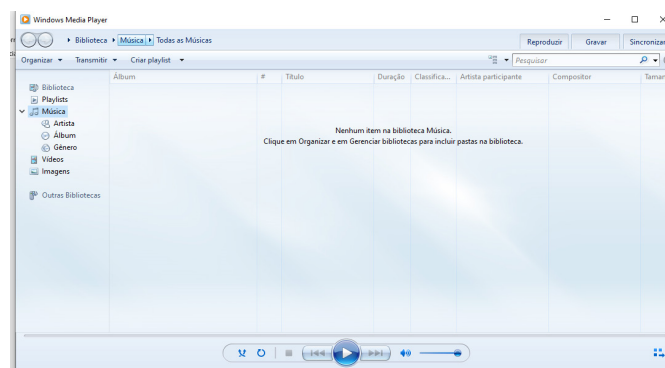 Windows Media Player
Biblioteca Música Todas as Músicas
Reproduzir Gravar Sincronizar
Organizar Transmitir Criar playlist Pesquisar
Álbum # Título Duração Classifica... Artista participante Compositor Taman
Biblioteca
Playlists
Música
Artista
Álbum
Gênero
Vídeos
Imagens
Outras Bibliotecas
Nenhum item na biblioteca Música.
Clique em Organizar e em Gerenciar bibliotecas para incluir pastas na biblioteca.